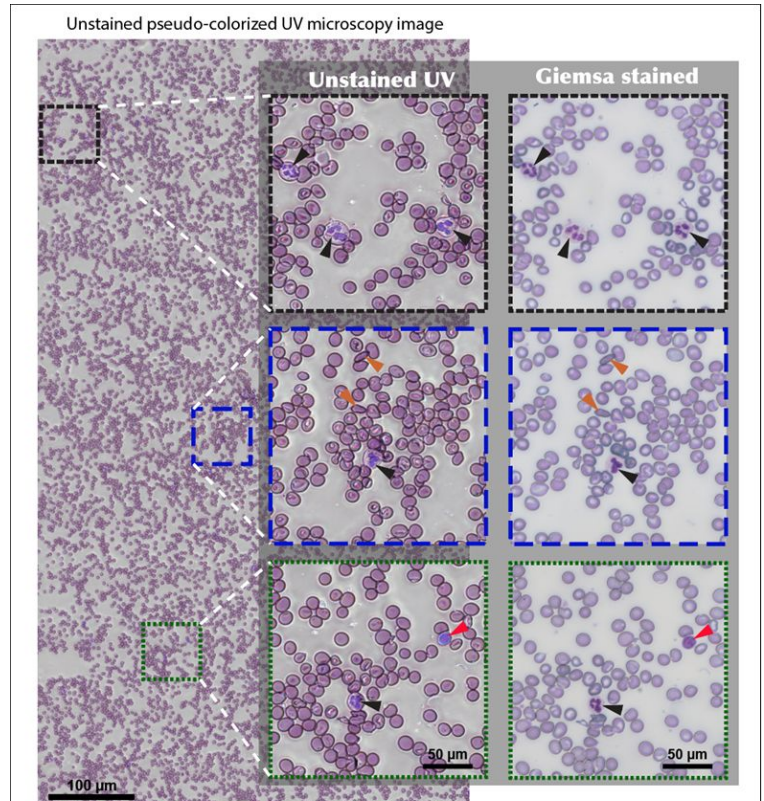 Unstained pseudo-colorized UV microscopy image
Unstained UV
Giemsa stained
50 µm
50 µm
100 µm